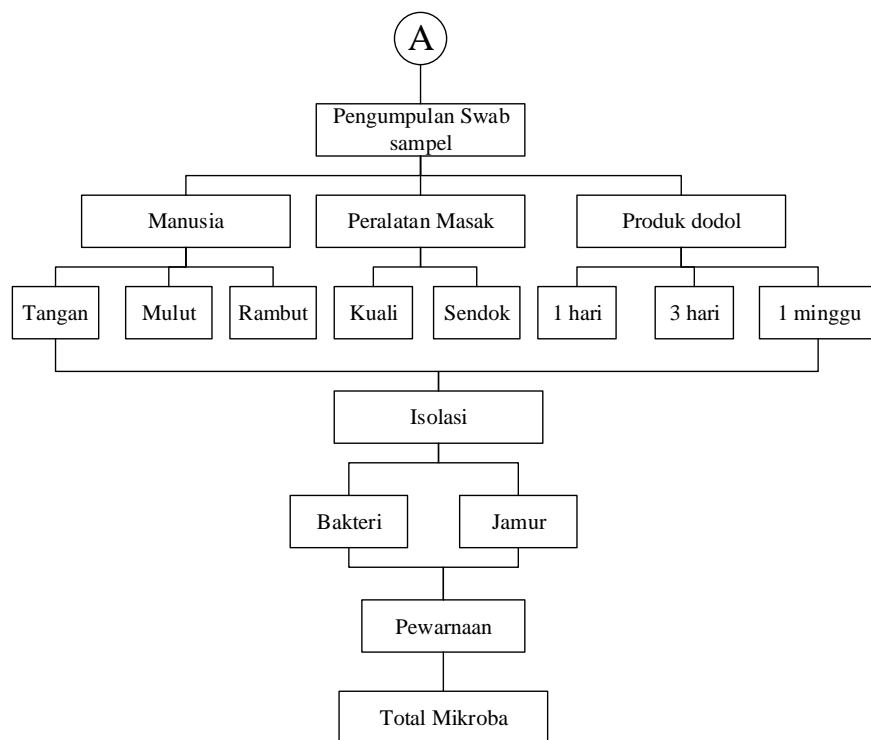 A
Pengumpulan Swab
sampel
Manusia
Peralatan Masak
Produk dodol
Tangan
Mulut
Rambut
Kuali
Sendok
1 hari
3 hari
1 minggu
Isolasi
Bakteri
Jamur
Pewarnaan
Total Mikroba